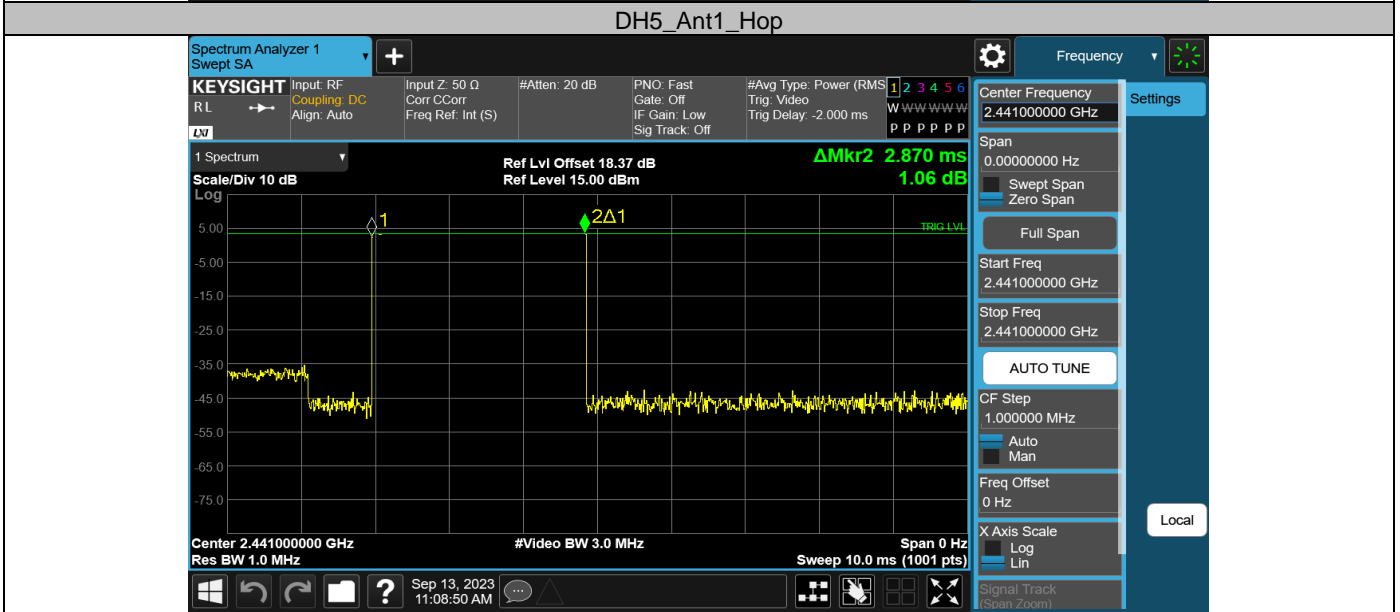 DH5_Ant1_Hop
Spectrum Analyzer 1
Swept SA
+
Frequency
KEYSIGHT
RL
LXI
Input: RF
Coupling: DC
Align: Auto
Input Z: 50 Ω
Corr CCorr
Freq Ref: Int (S)
#Atten: 20 dB
PNO: Fast
Gate: Off
IF Gain: Low
Sig Track: Off
#Avg Type: Power (RMS
Trig: Video
Trig Delay: -2.000 ms
1 2 3 4 5 6
W W W W W W
P P P P P P
1 Spectrum
Scale/Div 10 dB
Log
Ref Lvl Offset 18.37 dB
Ref Level 15.00 dBm
ΔMkr2 2.870 ms
1.06 dB
1
2Δ1
TRIG LVL
5.00
-5.00
-15.0
-25.0
-35.0
-45.0
-55.0
-65.0
-75.0
Center 2.441000000 GHz
Res BW 1.0 MHz
#Video BW 3.0 MHz
Span 0 Hz
Sweep 10.0 ms (1001 pts)
Center Frequency
2.441000000 GHz
Settings
Span
0.00000000 Hz
Swept Span
Zero Span
Full Span
Start Freq
2.441000000 GHz
Stop Freq
2.441000000 GHz
AUTO TUNE
CF Step
1.000000 MHz
Auto
Man
Freq Offset
0 Hz
X Axis Scale
Log
Lin
Local
Signal Track
(Span Zoom)
?
Sep 13, 2023
11:08:50 AM